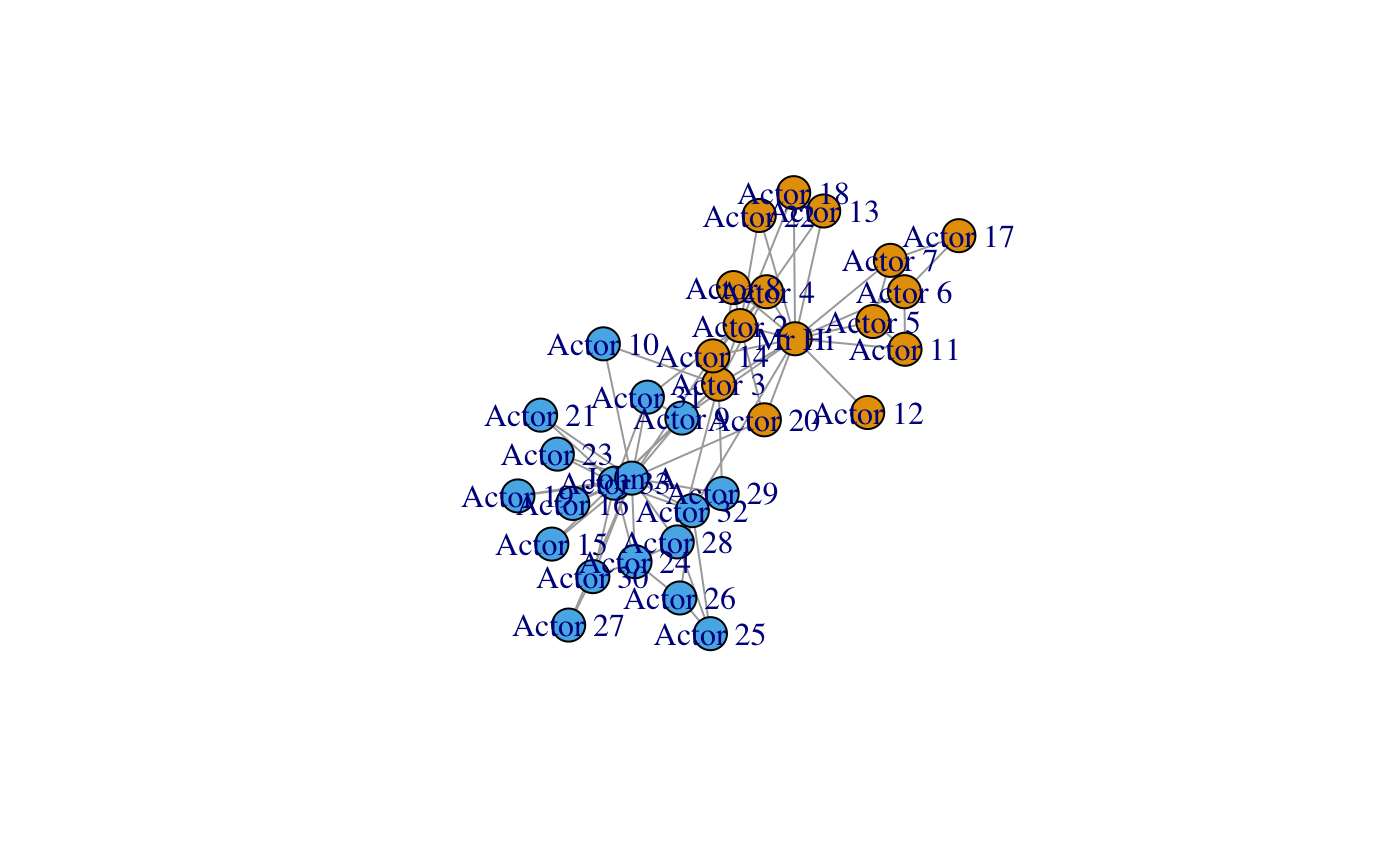 Actor 18
Actor 22
Actor 13
Actor 17
Actor 7
Actor 8
Actor 4
Actor 6
Actor 5
Actor 2
Mr Hi
Actor 10
Actor 11
Actor 14
Actor 3
Actor 31
Actor 9
Actor 20
Actor 12
Actor 21
Actor 23
John A
Actor 33
Actor 19
Actor 16
Actor 29
Actor 32
Actor 15
Actor 28
Actor 24
Actor 30
Actor 26
Actor 27
Actor 25